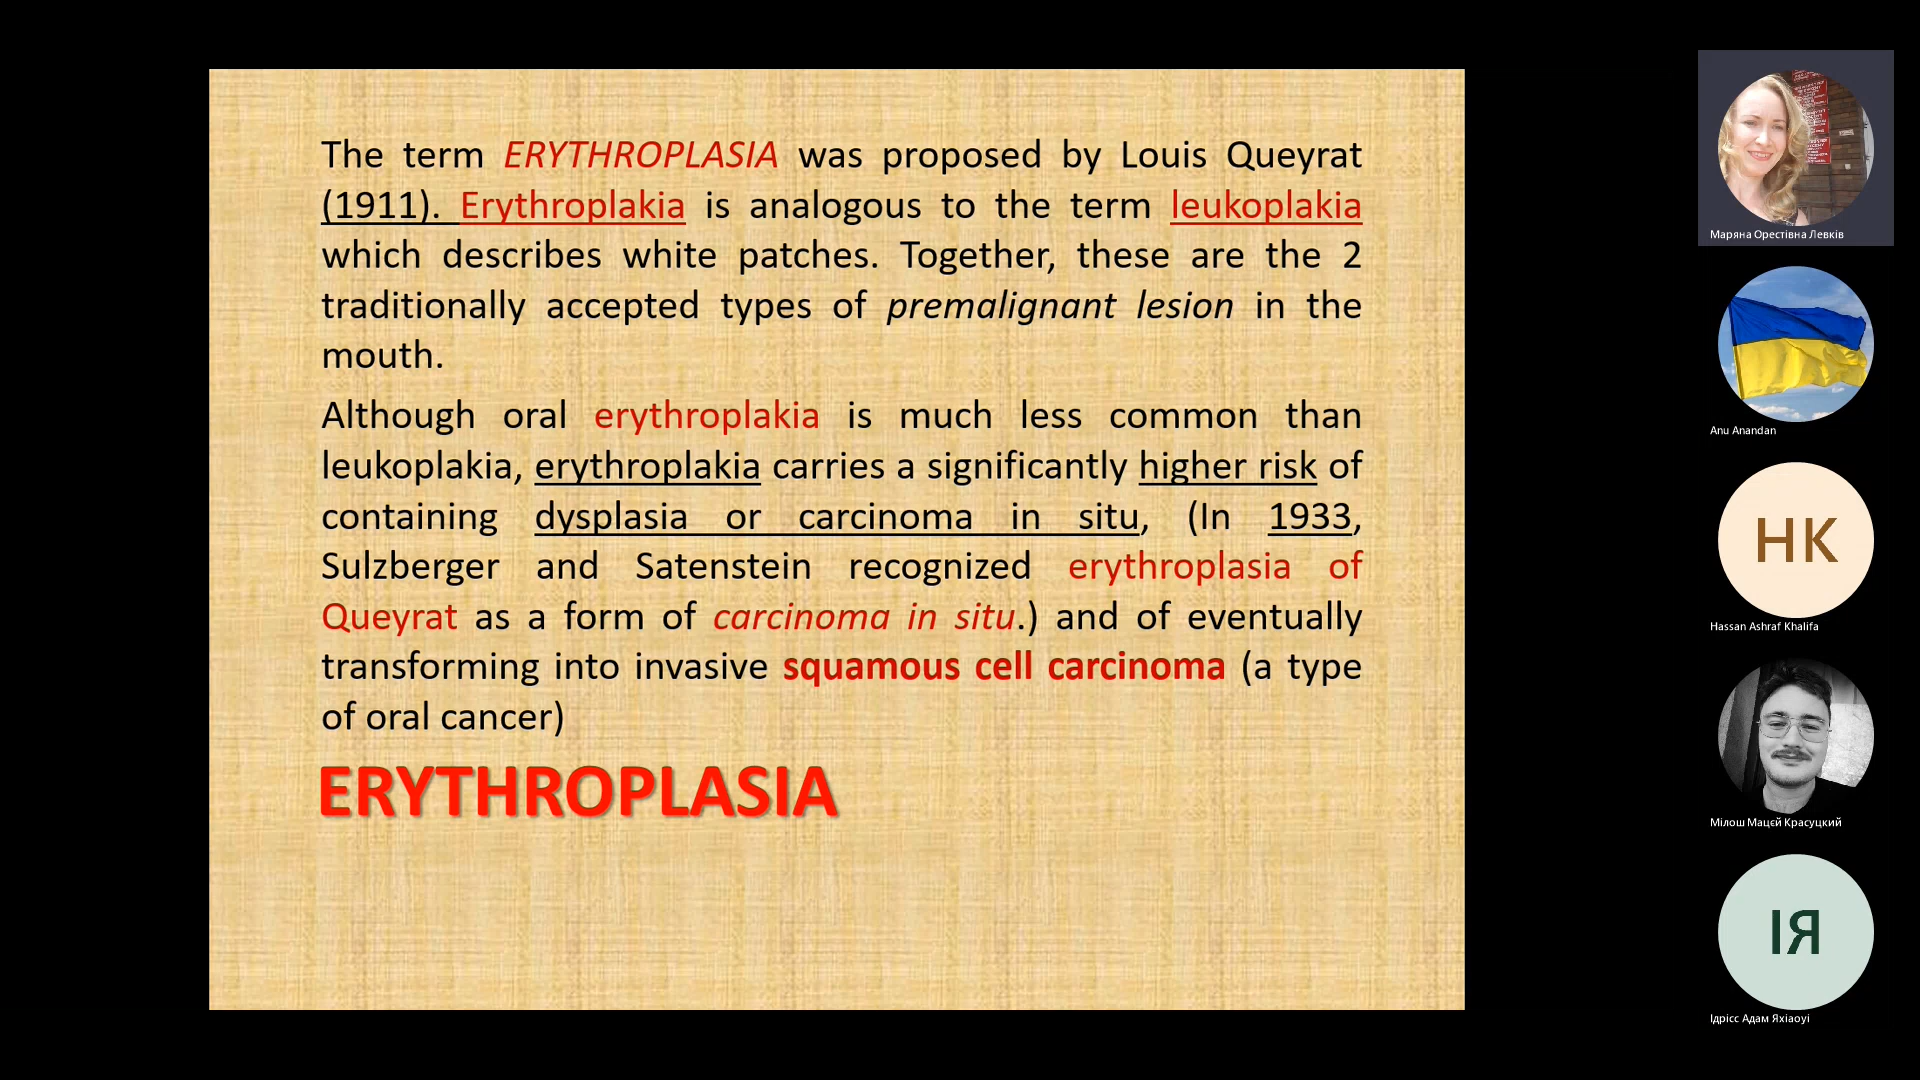 The term ERYTHROPLASIA was proposed by Louis Queyrat
(1911). Erythroplakia is analogous to the term leukoplakia
which describes white patches. Together, these are the 2
traditionally accepted types of premalignant lesion in the
mouth.
Although oral erythroplakia is much less common than
leukoplakia, erythroplakia carries a significantly higher risk of
containing dysplasia or carcinoma in situ, (In 1933,
Sulzberger and Satenstein recognized erythroplasia of
Queyrat as a form of carcinoma in situ.) and of eventually
transforming into invasive squamous cell carcinoma (a type
of oral cancer)
ERYTHROPLASIA
Маряна Орестівна Левків
Anu Anandan
НК
Hassan Ashraf Khalifa
Мілош Мацєй Красуцкий
ІЯ
Ідрісс Адам Яхіаоуі